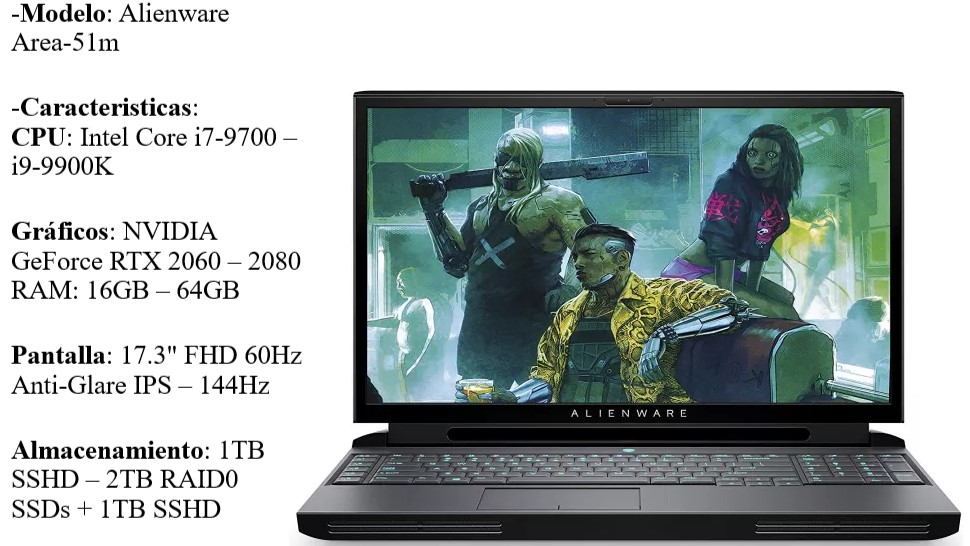 -Modelo: Alienware
Area-51m
-Caracteristicas:
CPU: Intel Core i7-9700 –
i9-9900K
Gráficos: NVIDIA
GeForce RTX 2060 – 2080
RAM: 16GB – 64GB
Pantalla: 17.3" FHD 60Hz
Anti-Glare IPS – 144Hz
Almacenamiento: 1TB
SSHD – 2TB RAID0
SSDs + 1TB SSHD
ALIENWARE